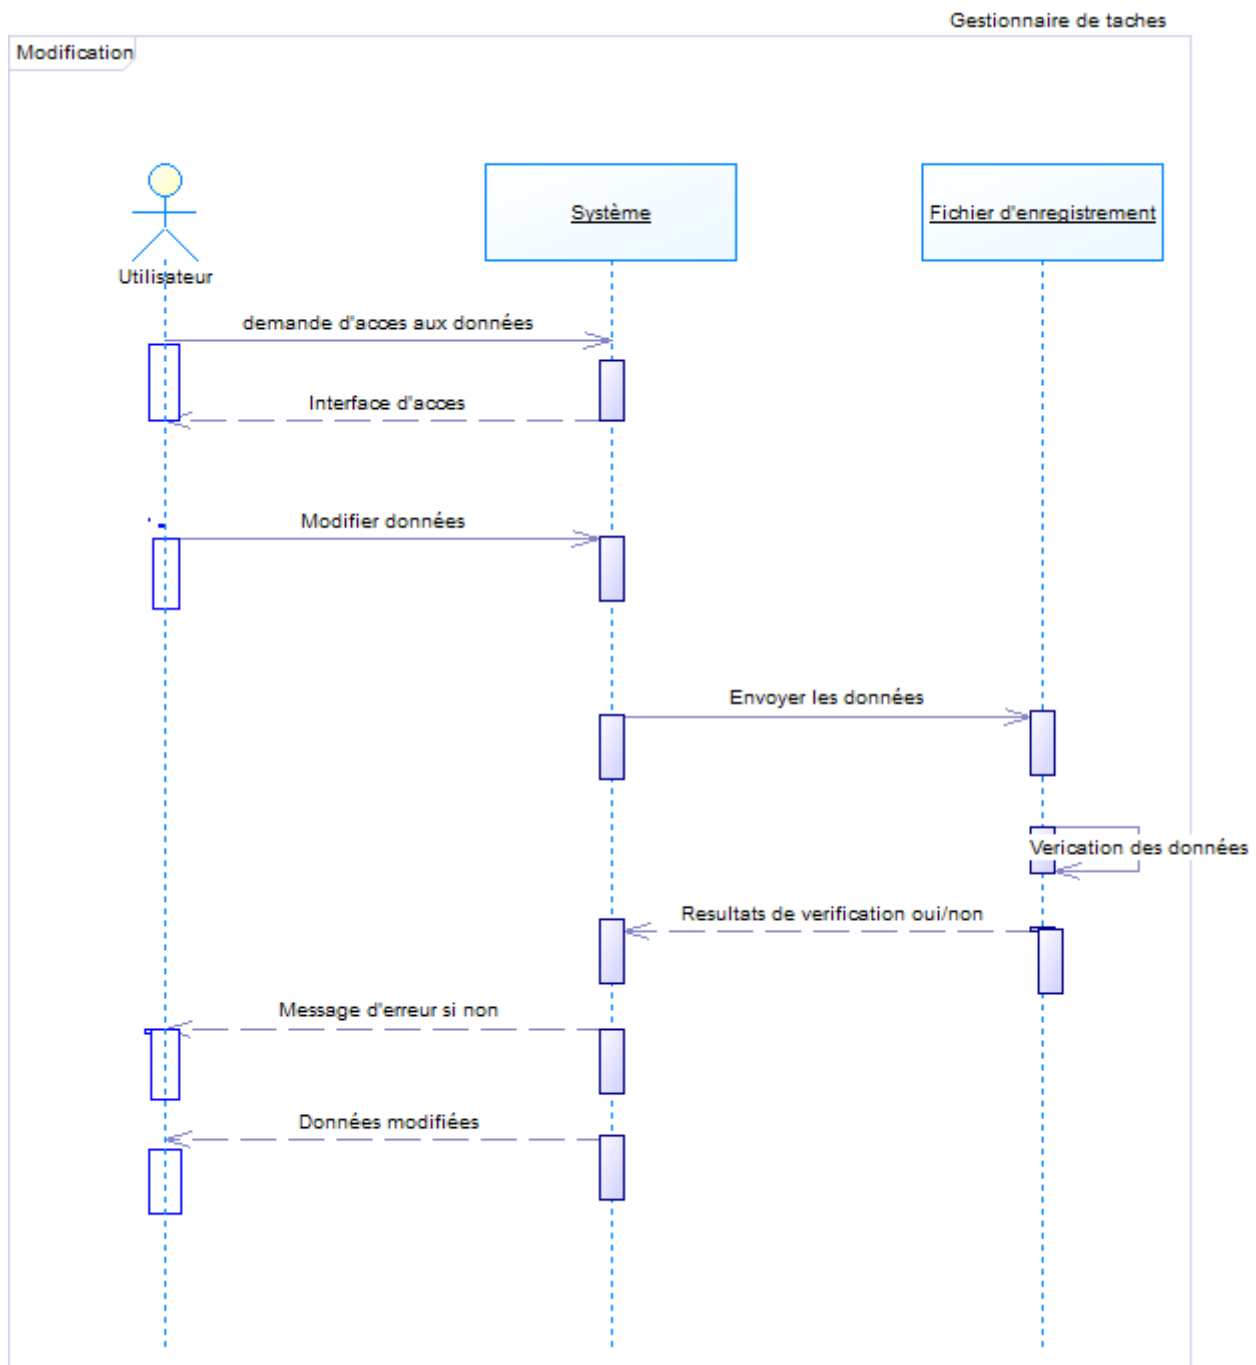 Gestionnaire de taches
Modification
Système
Fichier d'enregistrement
Utilisateur
demande d'acces aux données
Interface d'acces
Modifier données
Envoyer les données
Verication des données
Resultats de verification oui/non
Message d'erreur si non
Données modifiées